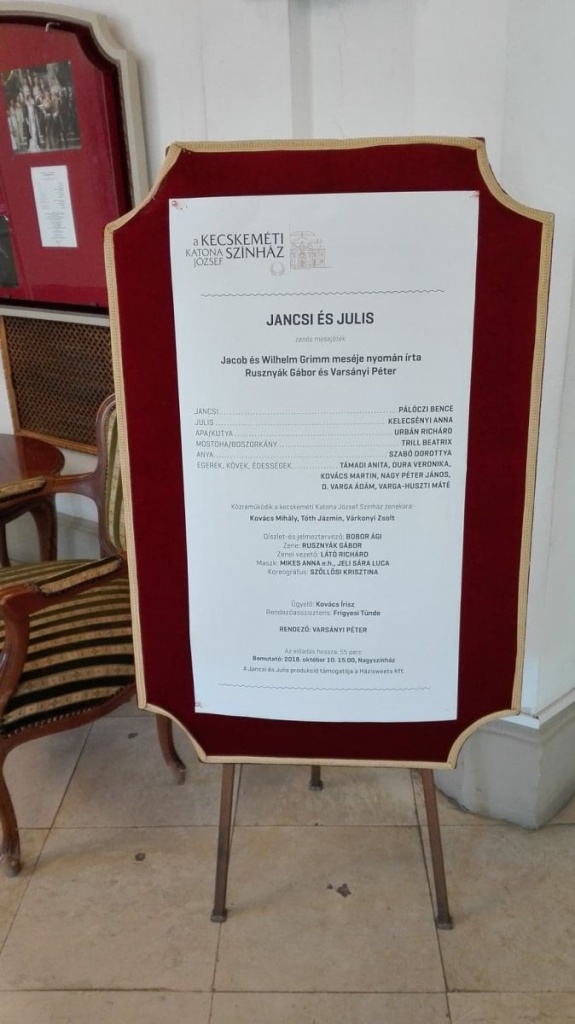 a KECSKEMÉTI
KATONA JÓZSEF SZÍNHÁZ
JANCSI ÉS JULIS
zenés mesejáték
Jacob és Wilhelm Grimm meséje nyomán írta
Rusznyák Gábor és Varsányi Péter
JANCSI PÁLÓCZI BENCE
JULIS KELECSÉNYI ANNA
APA/KUTYA URBÁN RICHÁRD
MOSTOHA/BOSZORKÁNY TRILL BEATRIX
ANYA SZABÓ DOROTTYA
EGEREK, KÖVEK, ÉDESSÉGEK TÁMADI ANITA, DURA VERONIKA,
KOVÁCS MARTIN, NAGY PÉTER JÁNOS,
D. VARGA ÁDÁM, VARGA-HUSZTI MÁTÉ
Közreműködik a kecskeméti Katona József Színház zenekara:
Kovács Mihály, Tóth Jázmin, Várkonyi Zsolt
Díszlet-és jelmeztervező: BOBOR ÁGI
Zene: RUSZNYÁK GÁBOR
Zenei vezető: LÁTÓ RICHÁRD
Maszk: MIKES ANNA e.h., JELI SÁRA LUCA
Koreográfus: SZŐLLŐSI KRISZTINA
Ügyelő: Kovács Írisz
Rendezőasszisztens: Frigyesi Tünde
RENDEZŐ: VARSÁNYI PÉTER
Az előadás hossza: 55 perc
Bemutató: 2018. október 10. 15:00, Nagyszínház
A Jancsi és Julis produkció támogatója a Házisweets Kft.